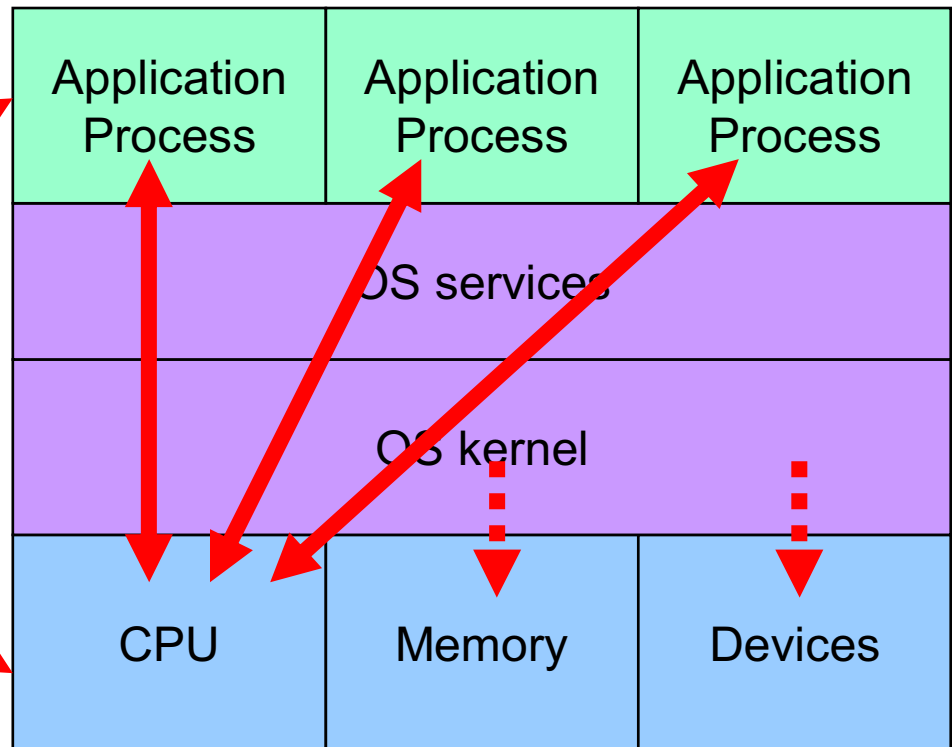 Application Process
Application Process
Application Process
OS services
OS kernel
CPU
Memory
Devices